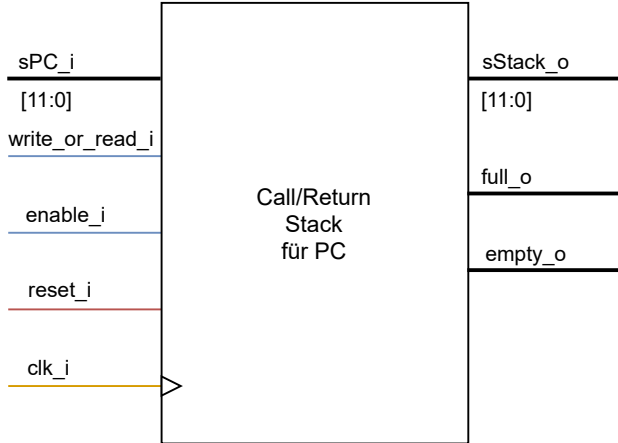 sPC_i
[11:0]
write_or_read_i
enable_i
reset_i
clk_i
Call/Return
Stack
für PC
sStack_o
[11:0]
full_o
empty_o